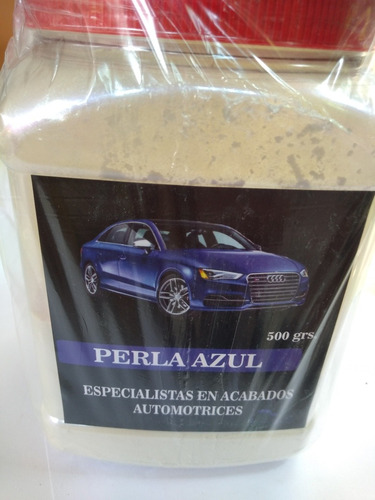 500 grs
PERLA AZUL
ESPECIALISTAS EN ACABADOS
AUTOMOTRICES